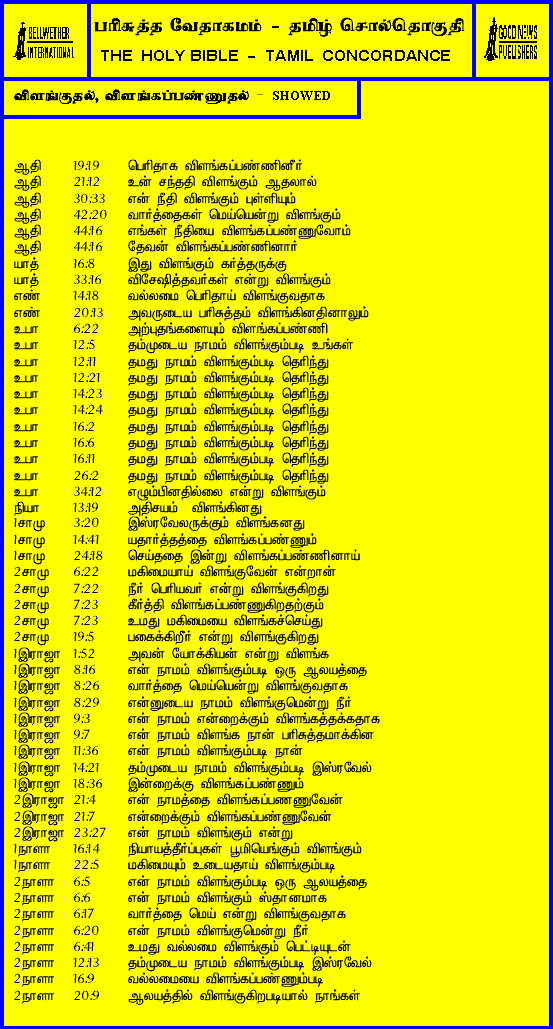 BELLWETHER
INTERNATIONAL
பரிசுத்த வேதாகமம் - தமிழ் சொல்தொகுதி
THE HOLY BIBLE - TAMIL CONCORDANCE
GOOD NEWS
PUBLISHERS
விளங்குதல், விளங்கப்பண்ணுதல் - SHOWED
ஆதி 19:19 பெரிதாக விளங்கப்பண்ணினீர்
ஆதி 21:12 உன் சந்ததி விளங்கும் ஆதலால்
ஆதி 30:33 என் நீதி விளங்கும் புள்ளியும்
ஆதி 42:20 வார்த்தைகள் மெய்யென்று விளங்கும்
ஆதி 44:16 எங்கள் நீதியை விளங்கப்பண்ணுவோம்
ஆதி 44:16 தேவன் விளங்கப்பண்ணினார்
யாத் 16:8 இது விளங்கும் கர்த்தருக்கு
யாத் 33:16 விசேஷித்தவர்கள் என்று விளங்கும்
எண் 14:18 வல்லமை பெரிதாய் விளங்குவதாக
எண் 20:13 அவருடைய பரிசுத்தம் விளங்கினதினாலும்
உபா 6:22 அற்புதங்களையும் விளங்கப்பண்ணி
உபா 12:5 தம்முடைய நாமம் விளங்கும்படி உங்கள்
உபா 12:11 தமது நாமம் விளங்கும்படி தெரிந்து
உபா 12:21 தமது நாமம் விளங்கும்படி தெரிந்து
உபா 14:23 தமது நாமம் விளங்கும்படி தெரிந்து
உபா 14:24 தமது நாமம் விளங்கும்படி தெரிந்து
உபா 16:2 தமது நாமம் விளங்கும்படி தெரிந்து
உபா 16:6 தமது நாமம் விளங்கும்படி தெரிந்து
உபா 16:11 தமது நாமம் விளங்கும்படி தெரிந்து
உபா 26:2 தமது நாமம் விளங்கும்படி தெரிந்து
உபா 34:12 எழும்பினதில்லை என்று விளங்கும்
நியா 13:19 அதிசயம் விளங்கினது
1சாமு 3:20 இஸ்ரவேலருக்கும் விளங்கனது
1சாமு 14:41 யதார்த்தத்தை விளங்கப்பண்ணும்
1சாமு 24:18 செய்ததை இன்று விளங்கப்பண்ணினாய்
2சாமு 6:22 மகிமையாய் விளங்குவேன் என்றான்
2சாமு 7:22 நீர் பெரியவர் என்று விளங்குகிறது
2சாமு 7:23 கீர்த்தி விளங்கப்பண்ணுகிறதற்கும்
2சாமு 7:23 உமது மகிமையை விளங்கச்செய்து
2சாமு 19:5 பகைக்கிறீர் என்று விளங்குகிறது
1இராஜா 1:52 அவன் யோக்கியன் என்று விளங்க
1இராஜா 8:16 என் நாமம் விளங்கும்படி ஒரு ஆலயத்தை
1இராஜா 8:26 வார்த்தை மெய்யென்று விளங்குவதாக
1இராஜா 8:29 என்னுடைய நாமம் விளங்குமென்று நீர்
1இராஜா 9:3 என் நாமம் என்றைக்கும் விளங்கத்தக்கதாக
1இராஜா 9:7 என் நாமம் விளங்க நான் பரிசுத்தமாக்கின
1இராஜா 11:36 என் நாமம் விளங்கும்படி நான்
1இராஜா 14:21 தம்முடைய நாமம் விளங்கும்படி இஸ்ரவேல்
1இராஜா 18:36 இன்றைக்கு விளங்கப்பண்ணும்
2இராஜா 21:4 என் நாமத்தை விளங்கப்பணணுவேன்
2இராஜா 21:7 என்றைக்கும் விளங்கப்பண்ணுவேன்
2இராஜா 23:27 என் நாமம் விளங்கும் என்று
1நாளா 16:14 நியாயத்தீர்ப்புகள் பூமியெங்கும் விளங்கும்
1நாளா 22:5 மகிமையும் உடையதாய் விளங்கும்படி
2நாளா 6:5 என் நாமம் விளங்கும்படி ஒரு ஆலயத்தை
2நாளா 6:6 என் நாமம் விளங்கும் ஸ்தானமாக
2நாளா 6:17 வார்த்தை மெய் என்று விளங்குவதாக
2நாளா 6:20 என் நாமம் விளங்குமென்று நீர்
2நாளா 6:41 உமது வல்லமை விளங்கும் பெட்டியுடன்
2நாளா 12:13 தம்முடைய நாமம் விளங்கும்படி இஸ்ரவேல்
2நாளா 16:9 வல்லமையை விளங்கப்பண்ணும்படி
2நாளா 20:9 ஆலயத்தில் விளங்குகிறபடியால் நாங்கள்